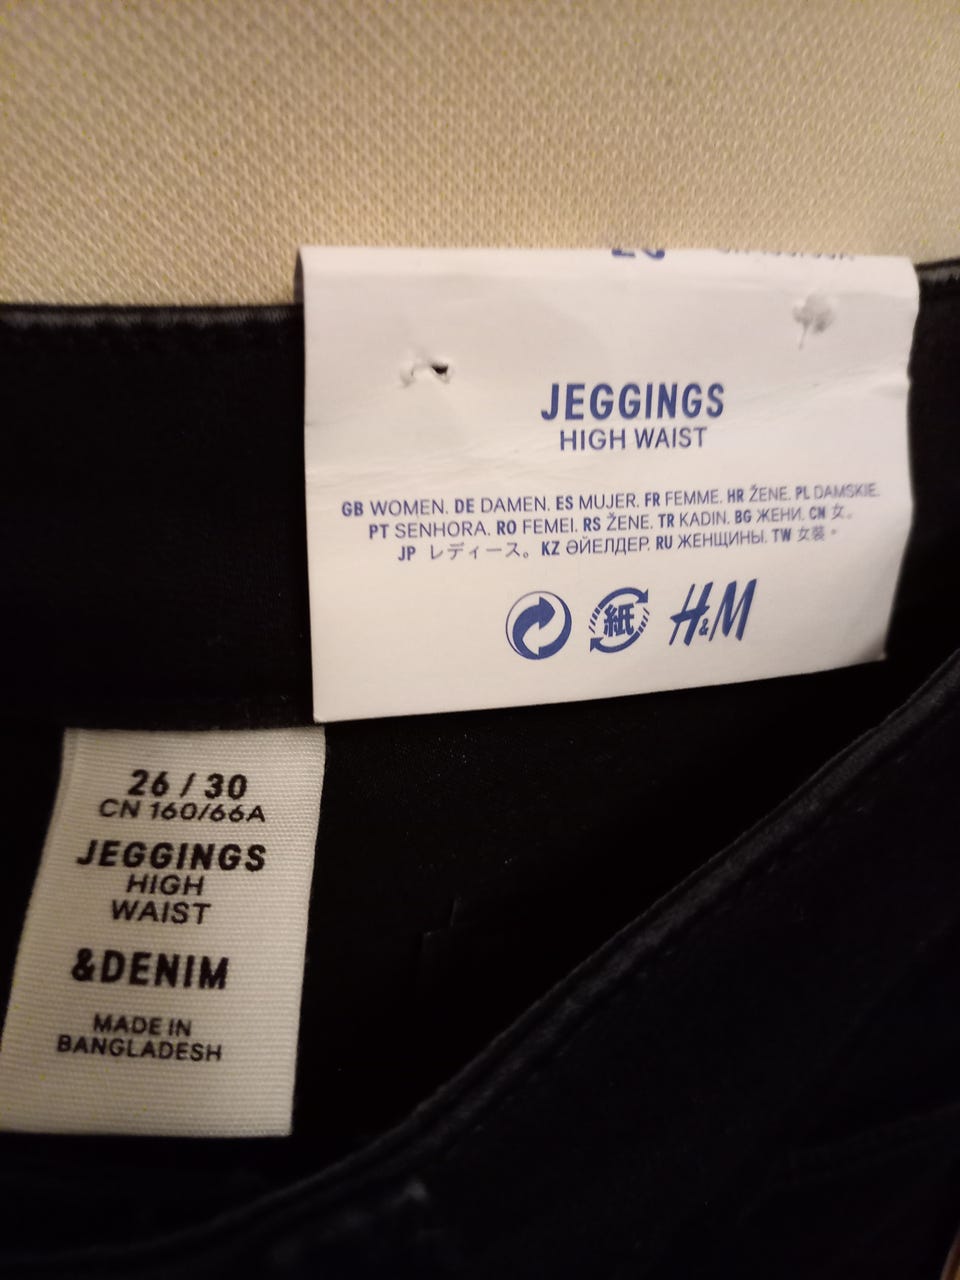 JEGGINGS
HIGH WAIST
GB WOMEN. DE DAMEN. ES MUJER. FR FEMME. HR ŽENE. PL DAMSKIE.
PT SENHORA. RO FEMEI. RS ŽENE. TR KADIN. BG ЖЕНИ. CN 女。
JP レディース。 KZ ӘЙЕЛДЕР. RU ЖЕНЩИНЫ. TW 女裝。
紙 H&M
26 / 30
CN 160/66A
JEGGINGS
HIGH
WAIST
&DENIM
MADE IN
BANGLADESH